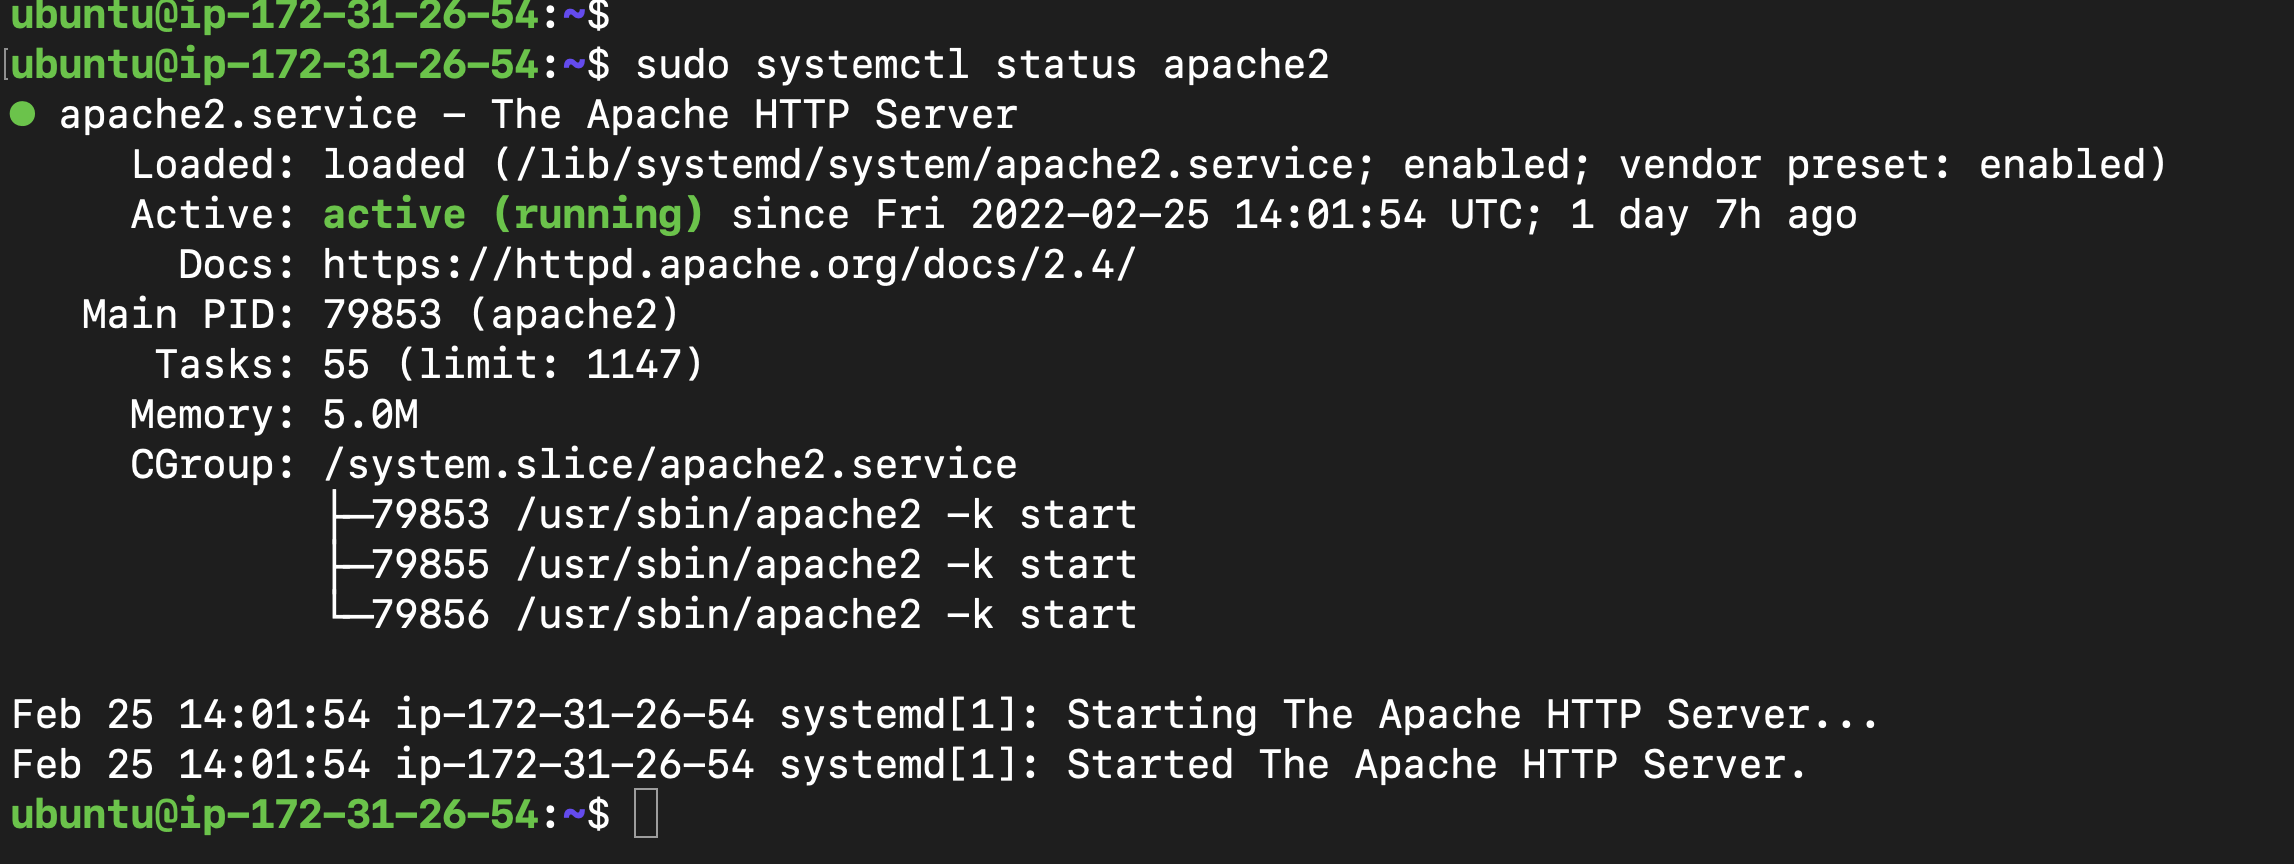 ubuntu@ip-172-31-26-54:~$
[ubuntu@ip-172-31-26-54:~$ sudo systemctl status apache2
● apache2.service – The Apache HTTP Server
     Loaded: loaded (/lib/systemd/system/apache2.service; enabled; vendor preset: enabled)
     Active: active (running) since Fri 2022-02-25 14:01:54 UTC; 1 day 7h ago
       Docs: https://httpd.apache.org/docs/2.4/
   Main PID: 79853 (apache2)
      Tasks: 55 (limit: 1147)
     Memory: 5.0M
     CGroup: /system.slice/apache2.service
             ├─79853 /usr/sbin/apache2 -k start
             ├─79855 /usr/sbin/apache2 -k start
             └─79856 /usr/sbin/apache2 -k start
Feb 25 14:01:54 ip-172-31-26-54 systemd[1]: Starting The Apache HTTP Server...
Feb 25 14:01:54 ip-172-31-26-54 systemd[1]: Started The Apache HTTP Server.
ubuntu@ip-172-31-26-54:~$